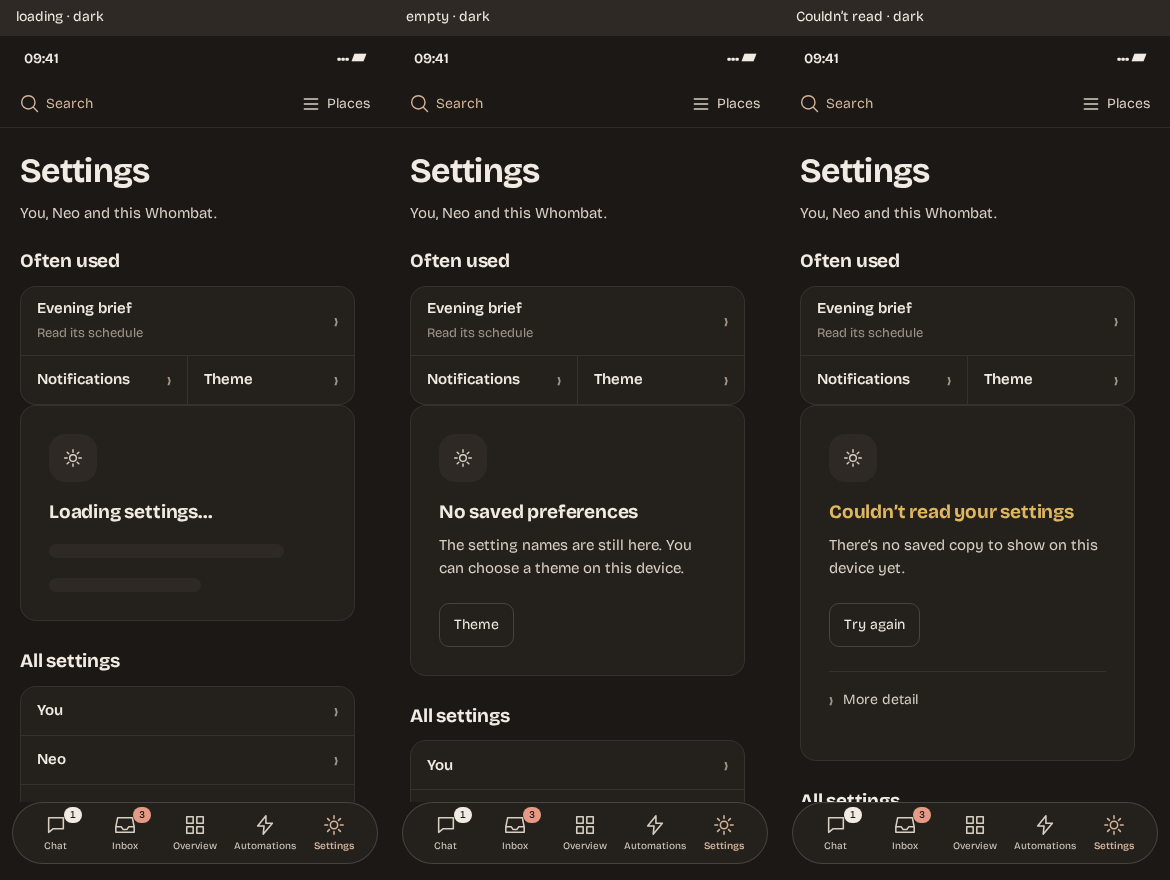 loading · dark
09:41
Search
Places
Settings
You, Neo and this Whombat.
Often used
Evening brief
Read its schedule
Notifications
Theme
Loading settings…
All settings
You
Neo
1
3
Chat
Inbox
Overview
Automations
Settings
empty · dark
09:41
Search
Places
Settings
You, Neo and this Whombat.
Often used
Evening brief
Read its schedule
Notifications
Theme
No saved preferences
The setting names are still here. You
can choose a theme on this device.
Theme
All settings
You
1
3
Chat
Inbox
Overview
Automations
Settings
Couldn’t read · dark
09:41
Search
Places
Settings
You, Neo and this Whombat.
Often used
Evening brief
Read its schedule
Notifications
Theme
Couldn’t read your settings
There’s no saved copy to show on this
device yet.
Try again
More detail
All settings
1
3
Chat
Inbox
Overview
Automations
Settings